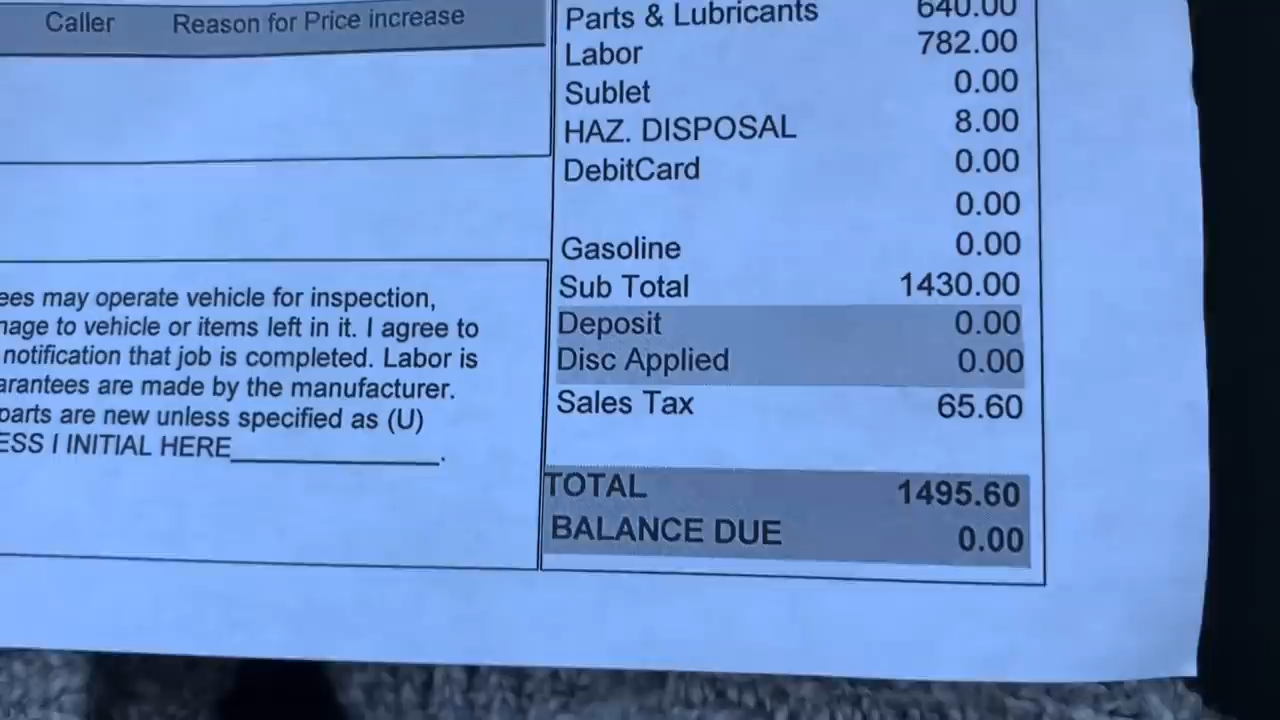 Caller Reason for Price increase
Parts & Lubricants 640.00
Labor 782.00
Sublet 0.00
HAZ. DISPOSAL 8.00
DebitCard 0.00
0.00
Gasoline 0.00
Sub Total 1430.00
Deposit 0.00
Disc Applied 0.00
Sales Tax 65.60
TOTAL 1495.60
BALANCE DUE 0.00
ees may operate vehicle for inspection,
nage to vehicle or items left in it. I agree to
notification that job is completed. Labor is
arantees are made by the manufacturer.
parts are new unless specified as (U)
ESS I INITIAL HERE____________.